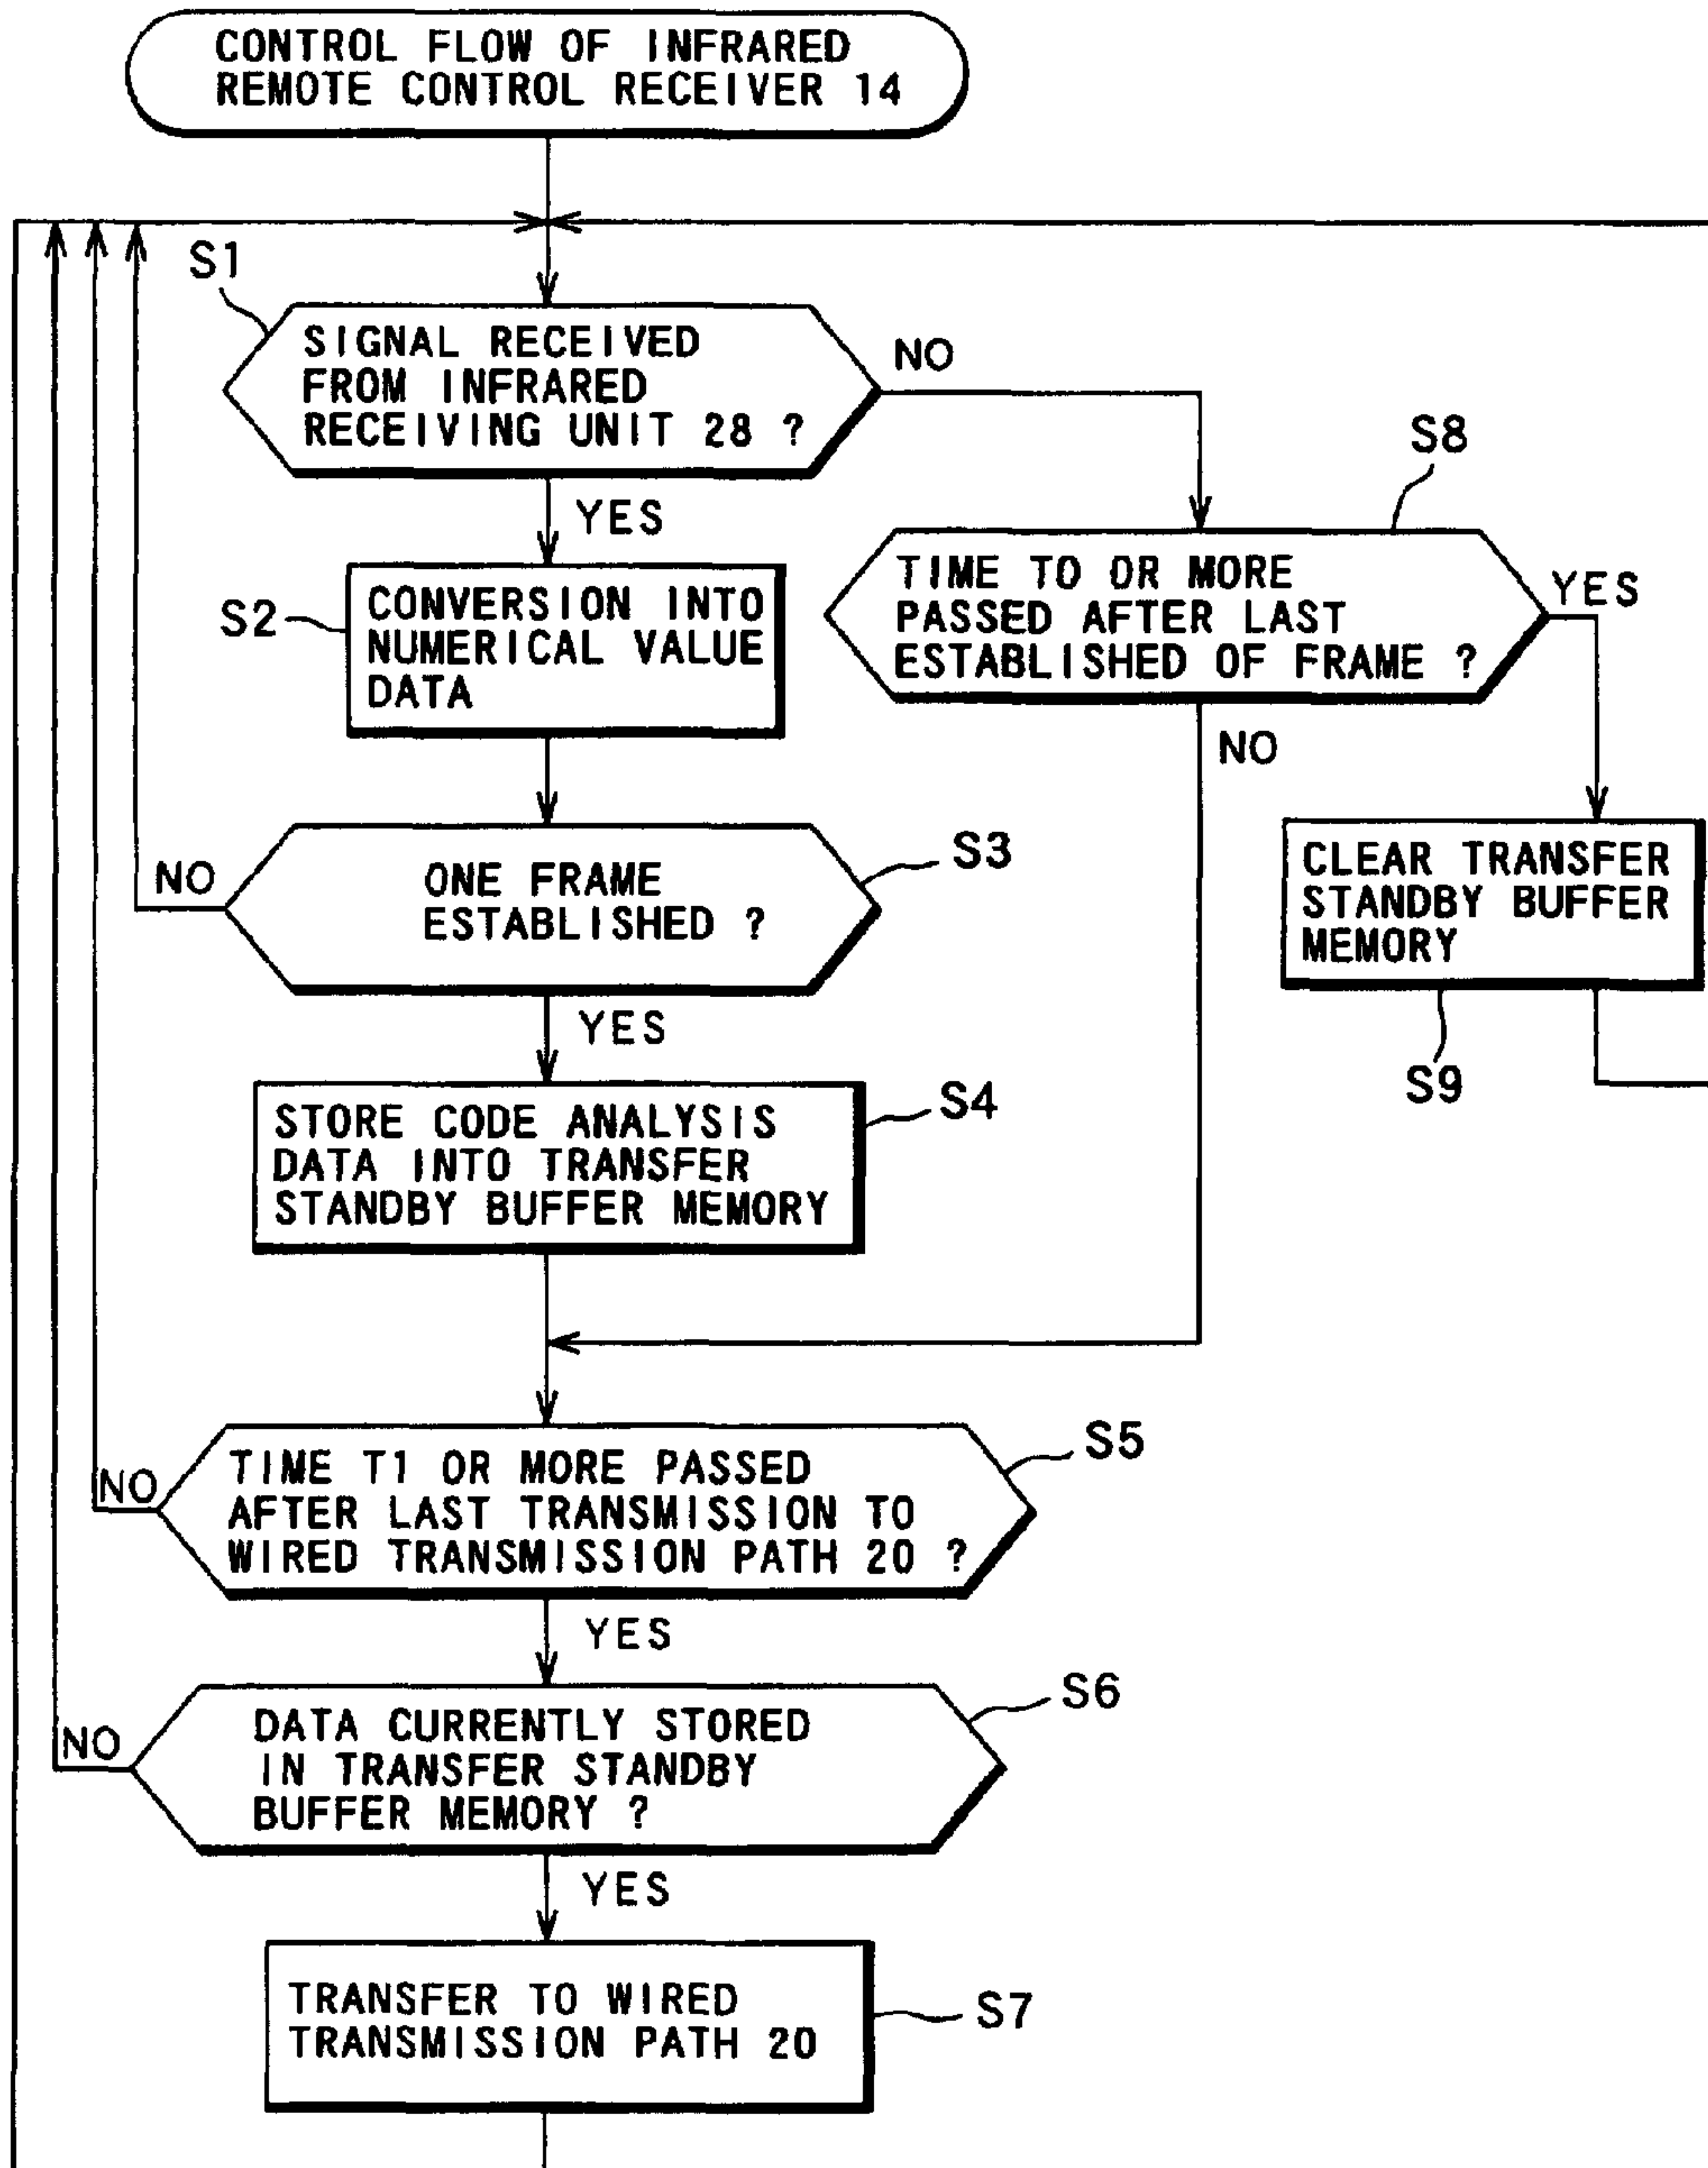 CONTROL FLOW OF INFRARED
REMOTE CONTROL RECEIVER 14
S1
SIGNAL RECEIVED
FROM INFRARED
RECEIVING UNIT 28 ?
NO
YES
S8
TIME TO OR MORE
PASSED AFTER LAST
ESTABLISHED OF FRAME ?
YES
NO
S2
CONVERSION INTO
NUMERICAL VALUE
DATA
S3
ONE FRAME
ESTABLISHED ?
NO
YES
CLEAR TRANSFER
STANDBY BUFFER
MEMORY
S9
S4
STORE CODE ANALYSIS
DATA INTO TRANSFER
STANDBY BUFFER MEMORY
S5
TIME T1 OR MORE PASSED
AFTER LAST TRANSMISSION TO
WIRED TRANSMISSION PATH 20 ?
NO
YES
S6
DATA CURRENTLY STORED
IN TRANSFER STANDBY
BUFFER MEMORY ?
NO
YES
TRANSFER TO WIRED
TRANSMISSION PATH 20
S7